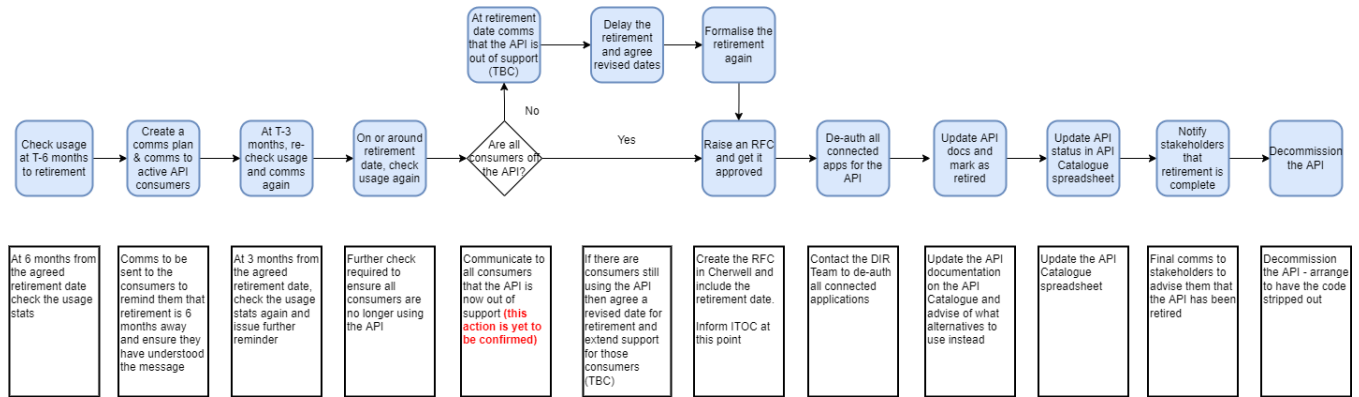 At retirement
date comms
that the API is
out of support
(TBC)
Delay the
retirement
and agree
revised dates
Formalise the
retirement
again
No
Yes
Check usage
at T-6 months
to retirement
Create a
comms plan
& comms to
active API
consumers
At T-3
months, re-
check usage
and comms
again
On or around
retirement
date, check
usage again
Are all
consumers off
the API?
Raise an RFC
and get it
approved
De-auth all
connected
apps for the
API
Update API
docs and
mark as
retired
Update API
status in API
Catalogue
spreadsheet
Notify
stakeholders
that
retirement is
complete
Decommission
the API
At 6 months from
the agreed
retirement date
check the usage
stats
Comms to be
sent to the
consumers to
remind them that
retirement is 6
months away
and ensure they
have understood
the message
At 3 months from
the agreed
retirement date,
check the usage
stats again and
issue further
reminder
Further check
required to
ensure all
consumers are
no longer using
the API
Communicate to
all consumers
that the API is
now out of
support (this
action is yet to
be confirmed)
If there are
consumers still
using the API
then agree a
revised date for
retirement and
extend support
for those
consumers
(TBC)
Create the RFC
in Cherwell and
include the
retirement date.
Inform ITOC at
this point
Contact the DIR
Team to de-auth
all connected
applications
Update the API
documentation
on the API
Catalogue and
advise of what
alternatives to
use instead
Update the API
Catalogue
spreadsheet
Final comms to
stakeholders to
advise them that
the API has been
retired
Decommission
the API - arrange
to have the code
stripped out